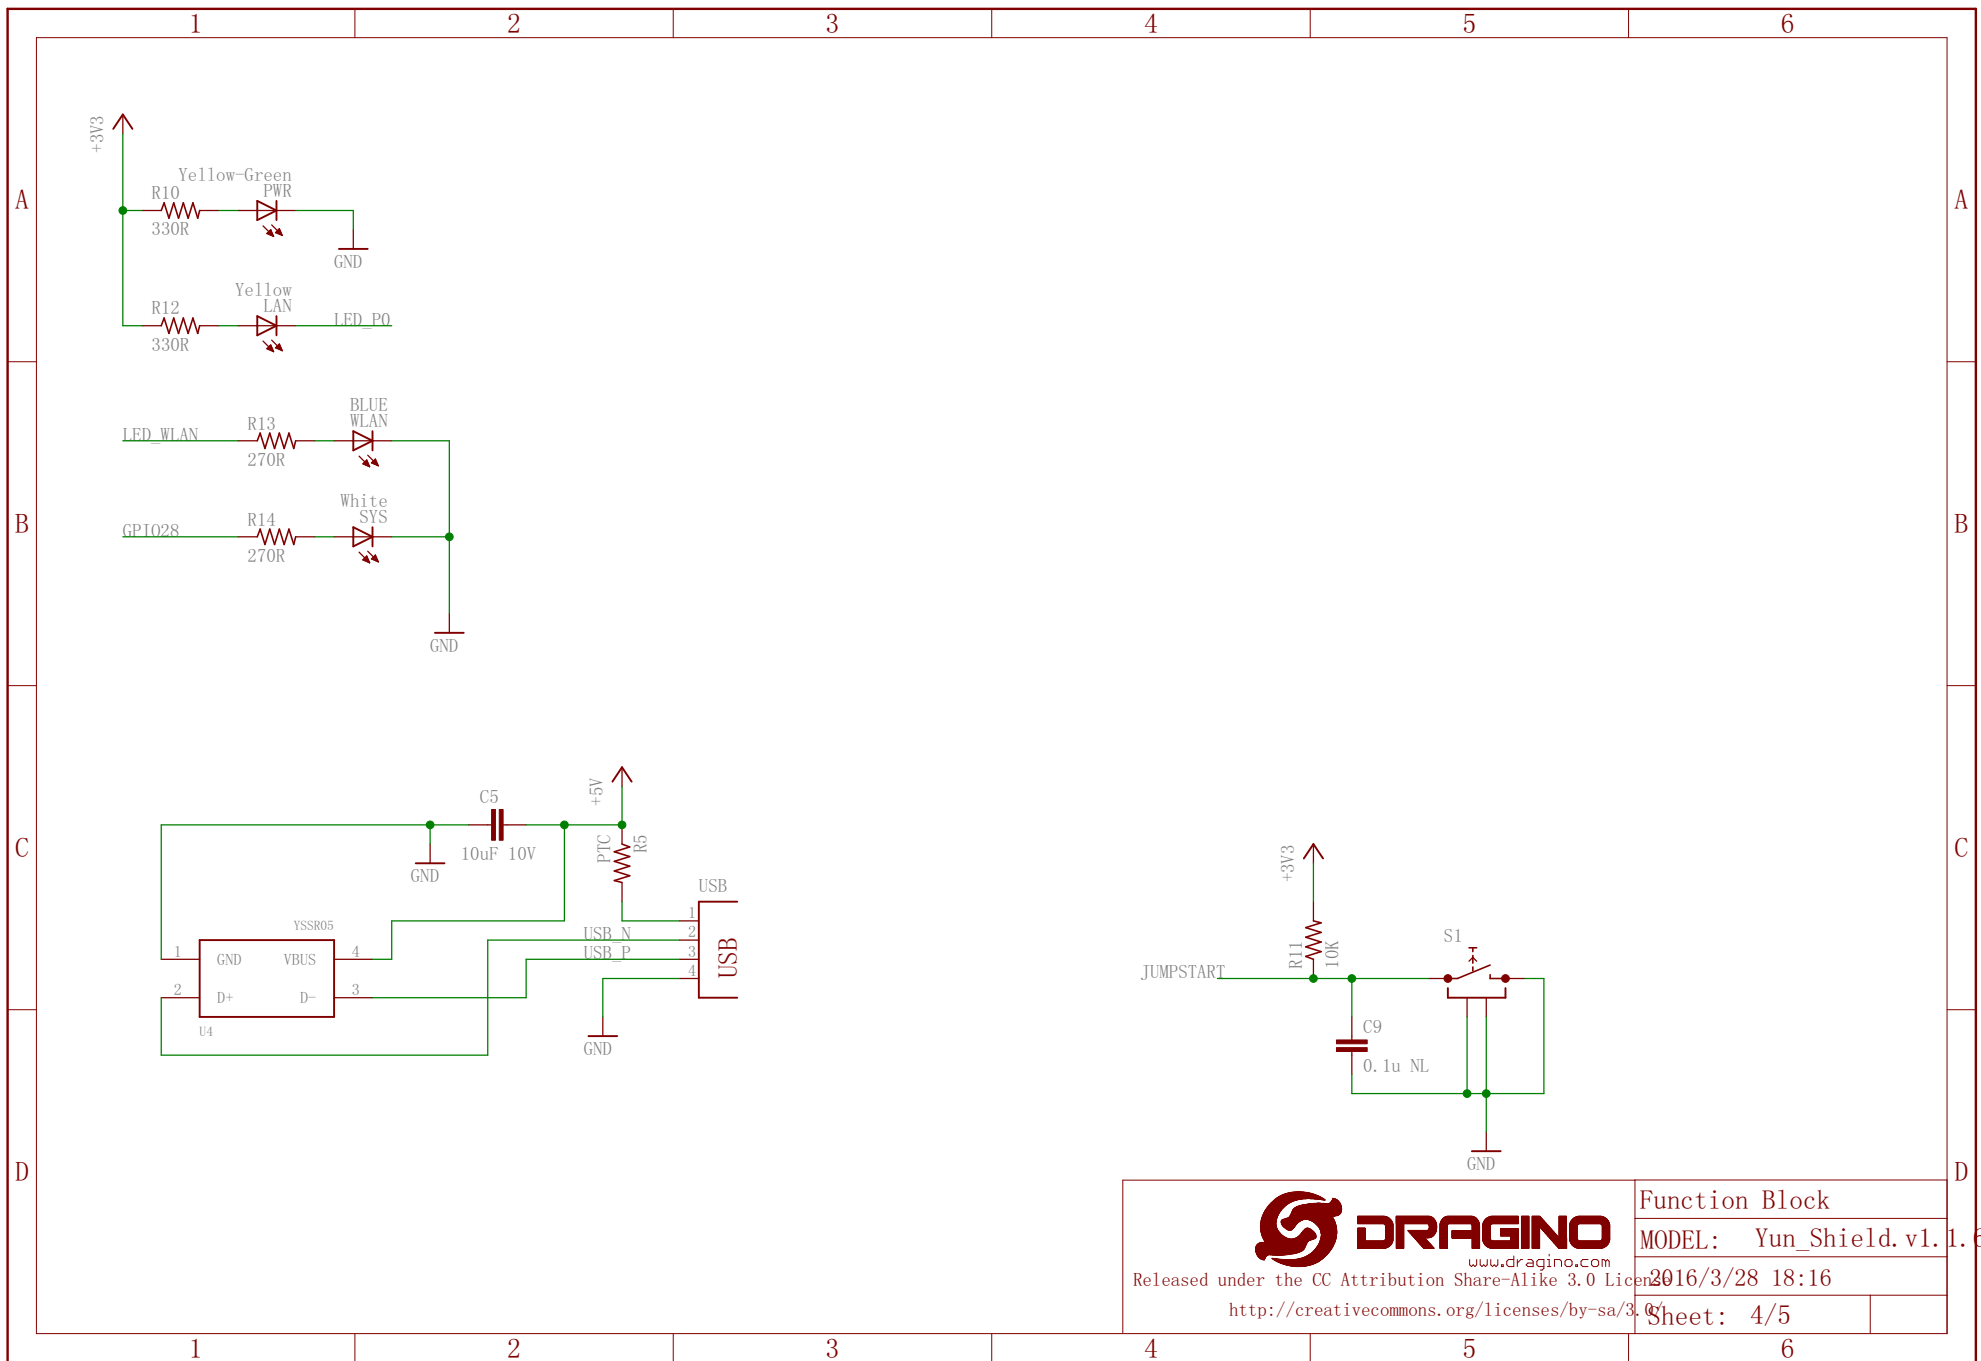 1 2 3 4 5 6
A A
+3V3
Yellow-Green
PWR
R10
330R
GND
Yellow
LAN
R12
330R
LED_P0
B B
BLUE
WLAN
LED_WLAN
R13
270R
White
SYS
GPIO28
R14
270R
GND
C C
C5
10uF 10V
GND
+5V
PTC
R5
USB
1
2
3
4
USB
USB_N
USB_P
GND
YSSR05
1 GND VBUS 4
2 D+ D- 3
U4
+3V3
R11
10K
JUMPSTART
S1
C9
0.1u NL
GND
D D
DRAGINO
www.dragino.com
Released under the CC Attribution Share-Alike 3.0 License
http://creativecommons.org/licenses/by-sa/3.0/
Function Block
MODEL: Yun_Shield.v1.1.6
2016/3/28 18:16
Sheet: 4/5
1 2 3 4 5 6